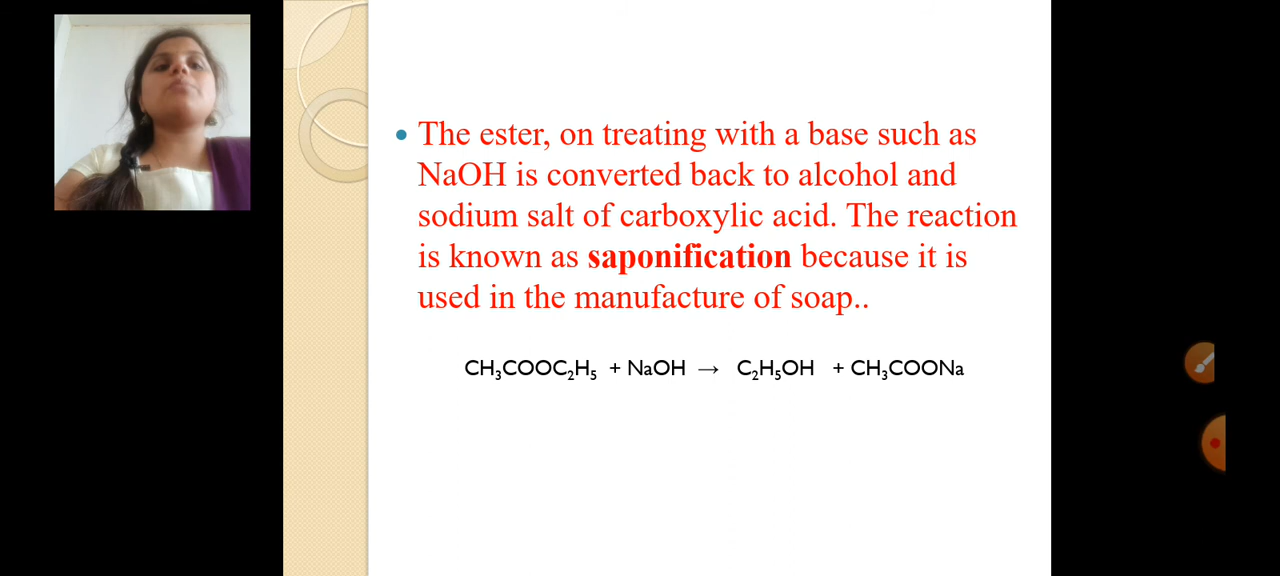 The ester, on treating with a base such as
NaOH is converted back to alcohol and
sodium salt of carboxylic acid. The reaction
is known as saponification because it is
used in the manufacture of soap..
CH₃COOC₂H₅ + NaOH → C₂H₅OH + CH₃COONa